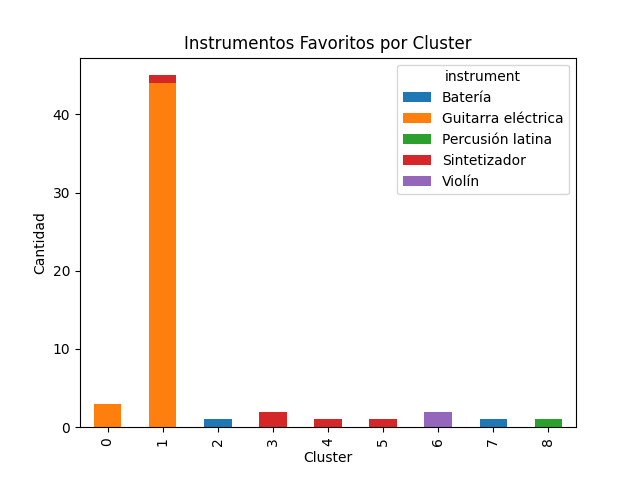 Instrumentos Favoritos por Cluster
instrument
Batería
Guitarra eléctrica
Percusión latina
Sintetizador
Violín
Cantidad
40
30
20
10
0
0 1 2 3 4 5 6 7 8
Cluster